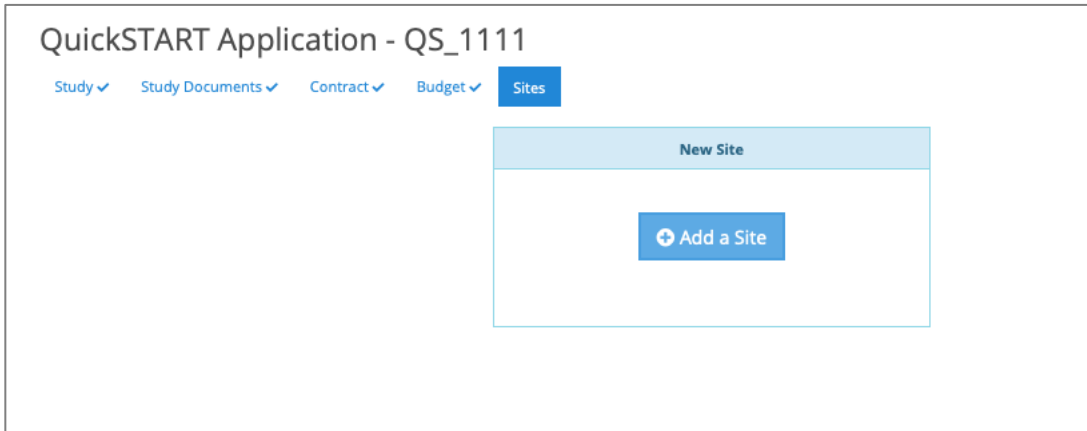 QuickSTART Application - QS_1111
Study ✔ Study Documents ✔ Contract ✔ Budget ✔ Sites
New Site
Add a Site